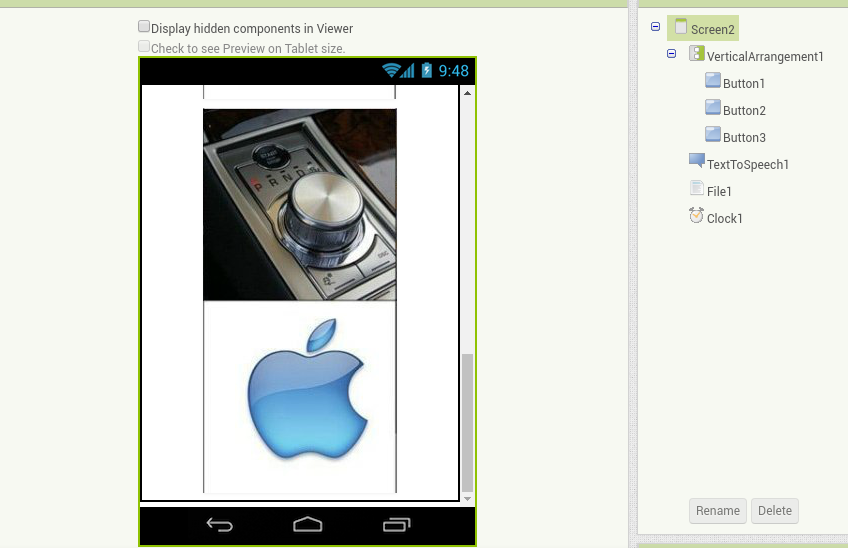 Display hidden components in Viewer
Check to see Preview on Tablet size.
9:48
P R N D
Screen2
VerticalArrangement1
Button1
Button2
Button3
TextToSpeech1
File1
Clock1
Rename
Delete